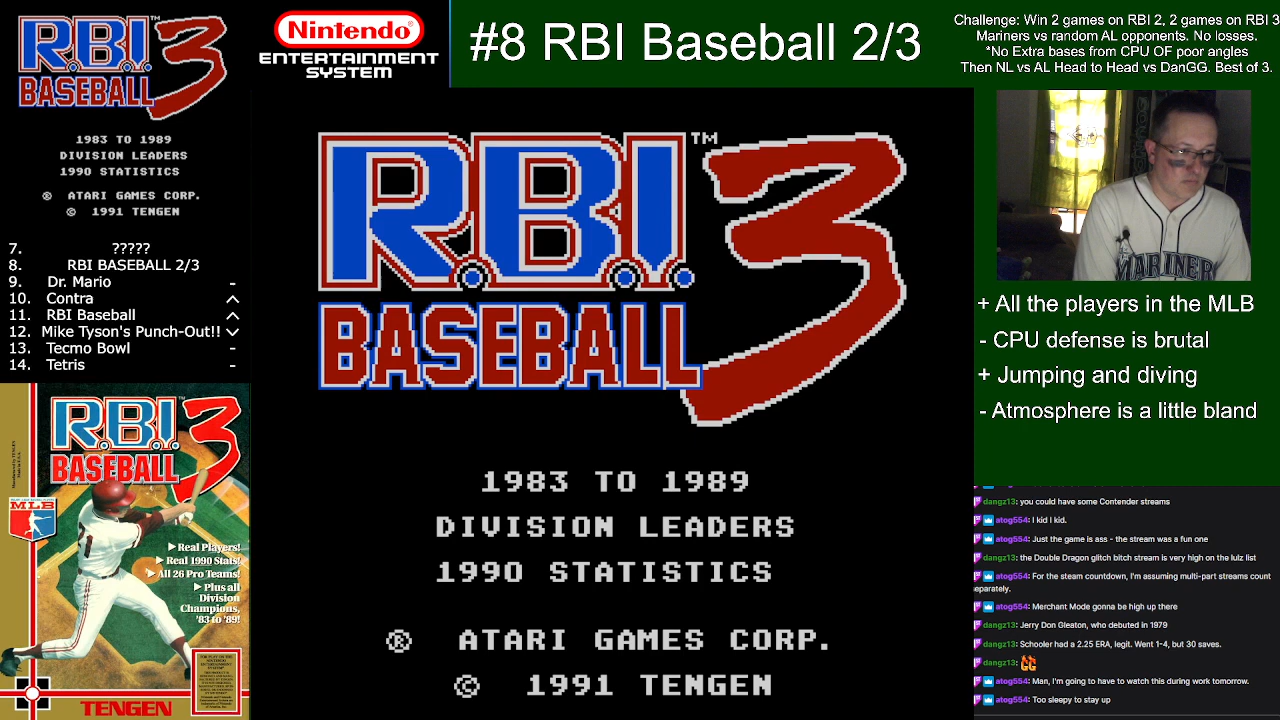 R.B.I. 3
BASEBALL
TM
1983 TO 1989
DIVISION LEADERS
1990 STATISTICS
® ATARI GAMES CORP.
© 1991 TENGEN
7. ?????
8. RBI BASEBALL 2/3
9. Dr. Mario -
10. Contra ^
11. RBI Baseball ^
12. Mike Tyson's Punch-Out!! v
13. Tecmo Bowl -
14. Tetris -
R.B.I. 3
BASEBALL
MLB
21
Real Players!
Real 1990 Stats!
All 26 Pro Teams!
Plus all
Division
Champions,
'83 to '89!
TENGEN
Nintendo®
ENTERTAINMENT
SYSTEM™
#8 RBI Baseball 2/3
R.B.I.™ 3
BASEBALL
1983 TO 1989
DIVISION LEADERS
1990 STATISTICS
® ATARI GAMES CORP.
© 1991 TENGEN
Challenge: Win 2 games on RBI 2, 2 games on RBI 3
Mariners vs random AL opponents. No losses.
*No Extra bases from CPU OF poor angles
Then NL vs AL Head to Head vs DanGG. Best of 3.
MARINER
+ All the players in the MLB
- CPU defense is brutal
+ Jumping and diving
- Atmosphere is a little bland
dangz13: you could have some Contender streams
atog554: I kid I kid.
atog554: Just the game is ass - the stream was a fun one
dangz13: the Double Dragon glitch bitch stream is very high on the lulz list
atog554: For the steam countdown, I'm assuming multi-part streams count
eparately.
atog554: Merchant Mode gonna be high up there
dangz13: Jerry Don Gleaton, who debuted in 1979
dangz13: Schooler had a 2.25 ERA, legit. Went 1-4, but 30 saves.
dangz13:
atog554: Man, I'm going to have to watch this during work tomorrow.
atog554: Too sleepy to stay up